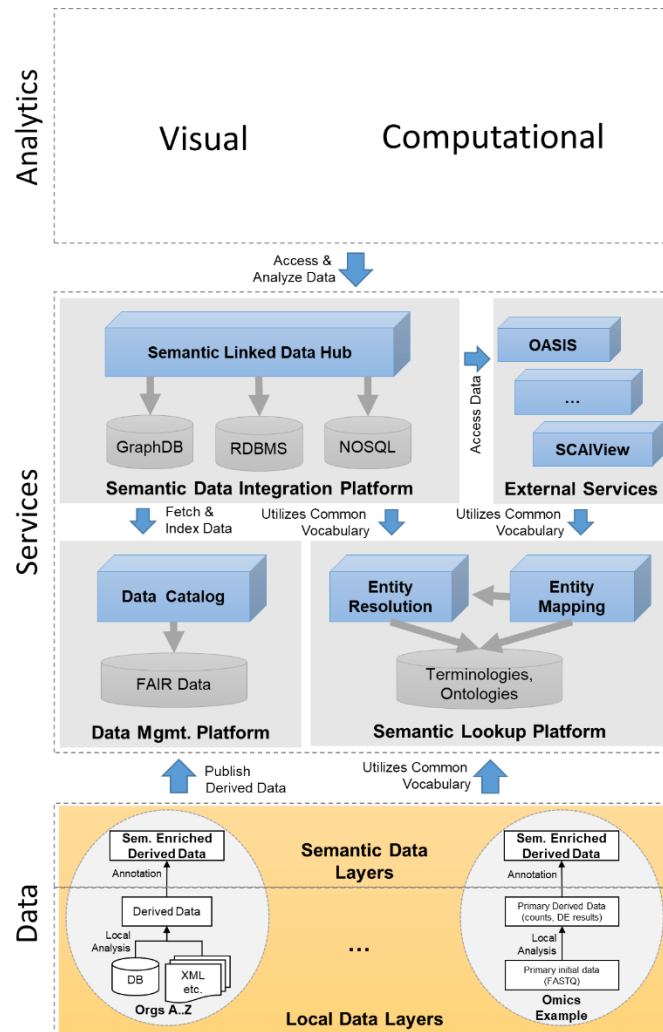 Analytics
Visual
Computational
Access &
Analyze Data
Services
Semantic Linked Data Hub
GraphDB
RDBMS
NOSQL
Semantic Data Integration Platform
Access Data
OASIS
...
SCAIView
External Services
Fetch &
Index Data
Utilizes Common
Vocabulary
Utilizes Common
Vocabulary
Data Catalog
FAIR Data
Data Mgmt. Platform
Entity
Resolution
Entity
Mapping
Terminologies,
Ontologies
Semantic Lookup Platform
Publish
Derived Data
Utilizes Common
Vocabulary
Data
Sem. Enriched
Derived Data
Annotation
Derived Data
Local
Analysis
DB
XML
etc.
Orgs A..Z
Semantic Data
Layers
...
Local Data Layers
Sem. Enriched
Derived Data
Annotation
Primary Derived Data
(counts, DE results)
Local
Analysis
Primary initial data
(FASTQ)
Omics
Example